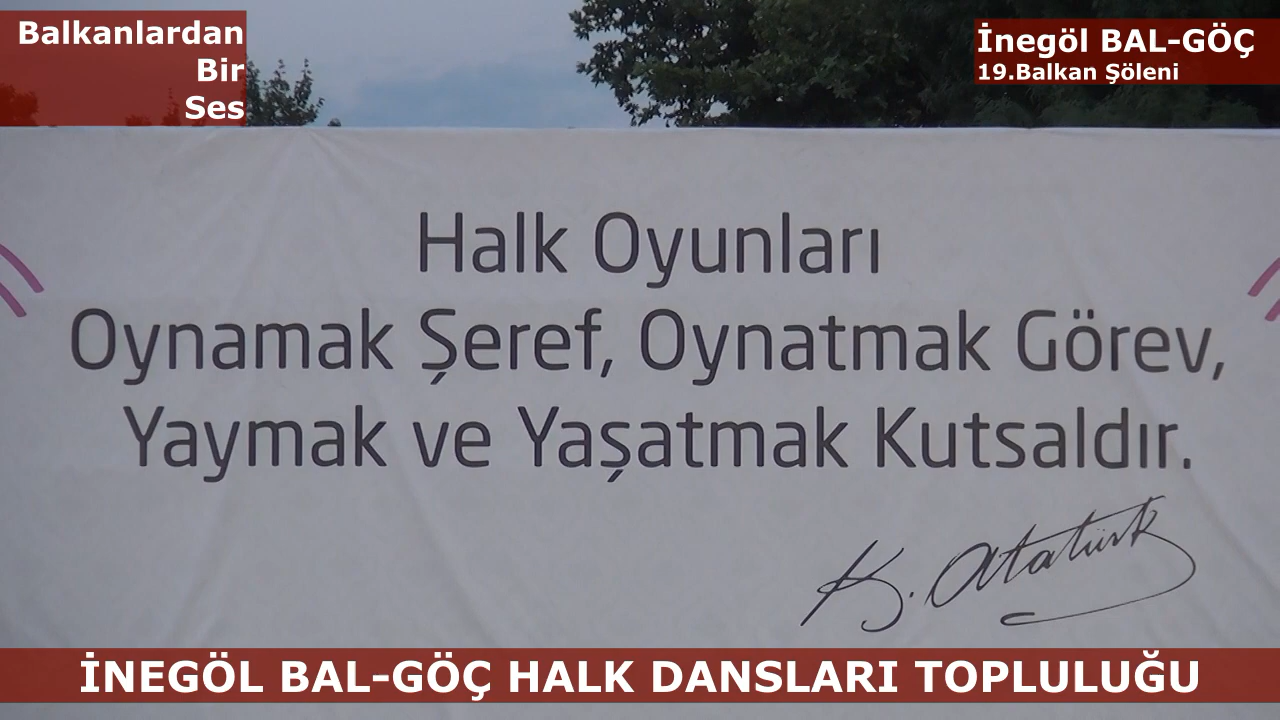 Balkanlardan
Bir
Ses
İnegöl BAL-GÖÇ
19.Balkan Şöleni
Halk Oyunları
Oynamak Şeref, Oynatmak Görev,
Yaymak ve Yaşatmak Kutsaldır.
K. Atatürk
İNEGÖL BAL-GÖÇ HALK DANSLARI TOPLULUĞU